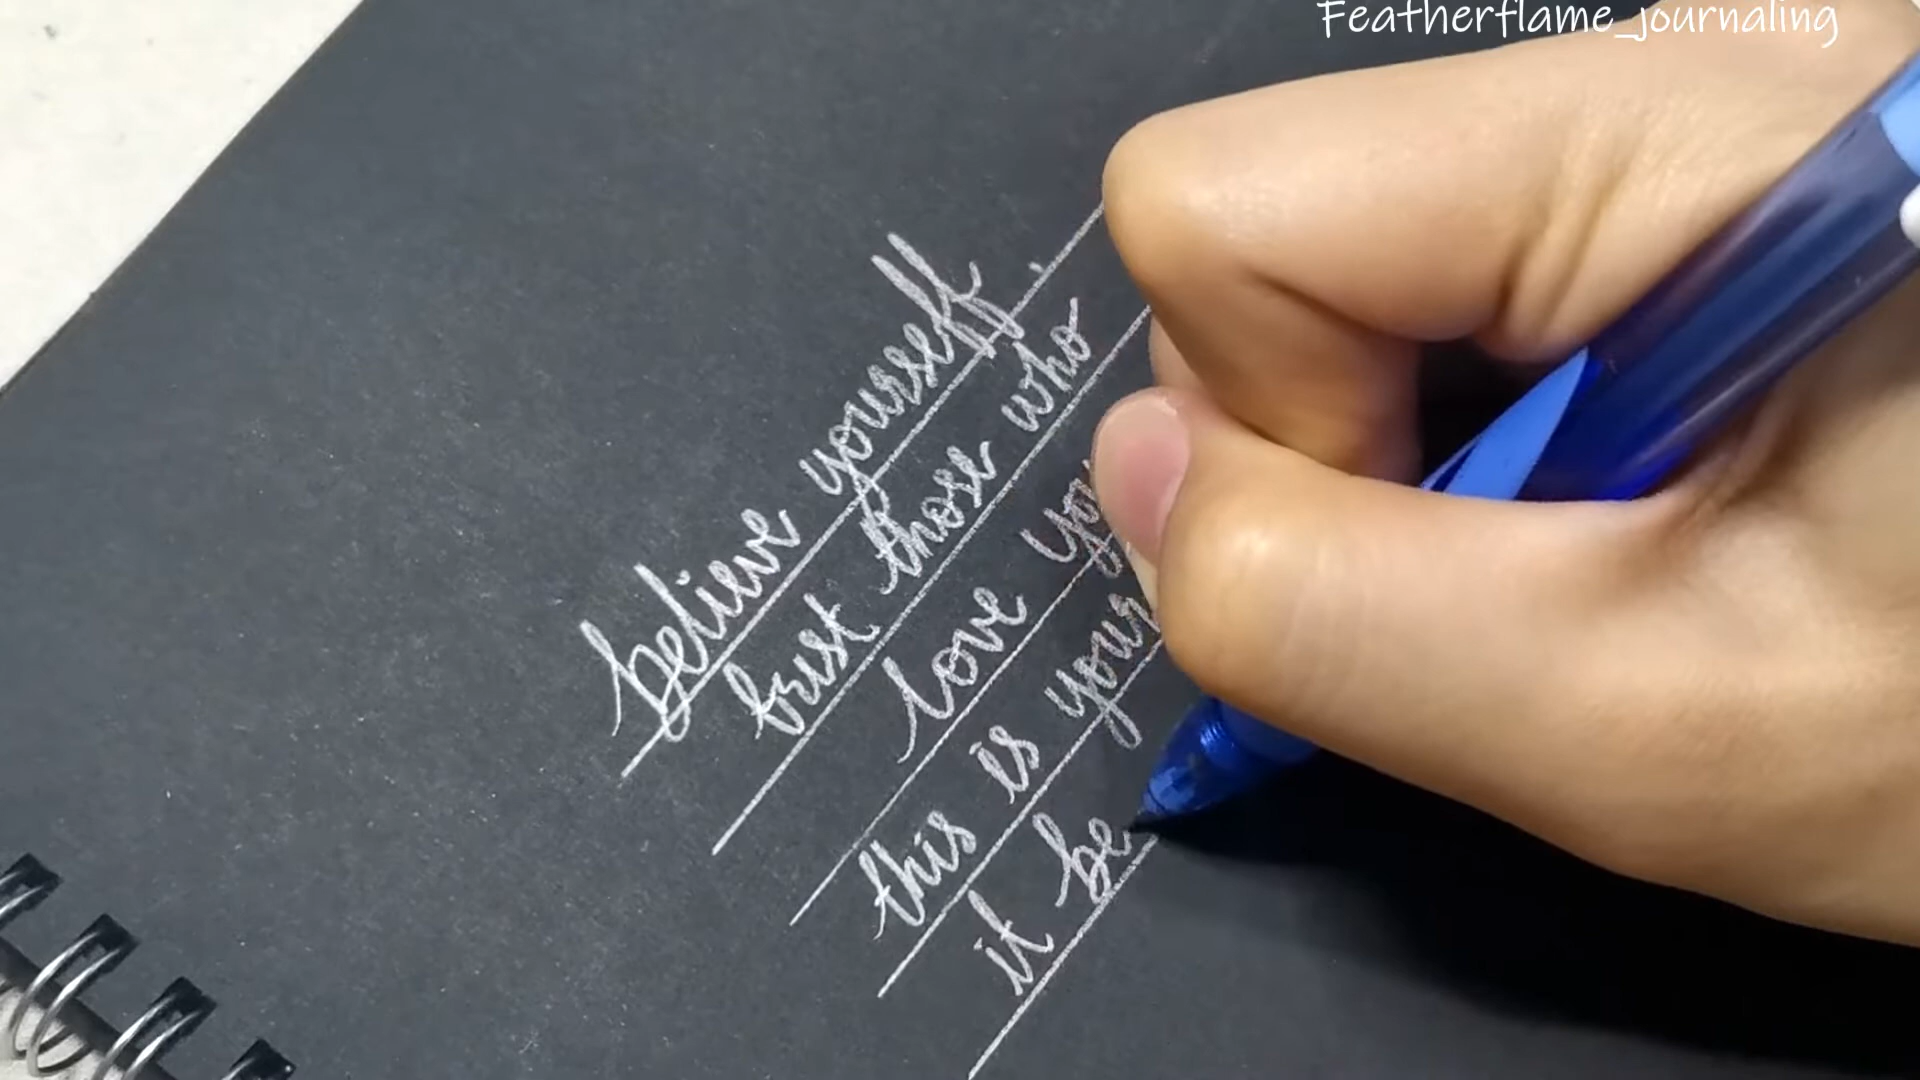 Featherflame_journaling
believe yourself.
trust those who
love you
this is your
it be